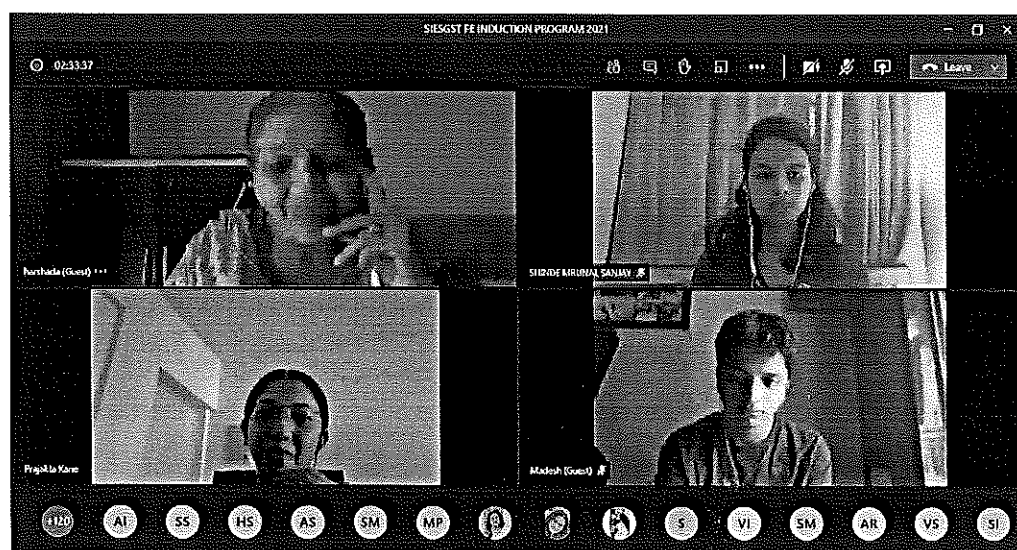 SIESGST FE INDUCTION PROGRAM 2021
02:33:37
Leave
harshada (Guest)
SHINDE MRUNAL SANJAY
Prajakta Kane
Madesh (Guest)
+120 AI SS HS AS SM MP S VI SM AR VS SI